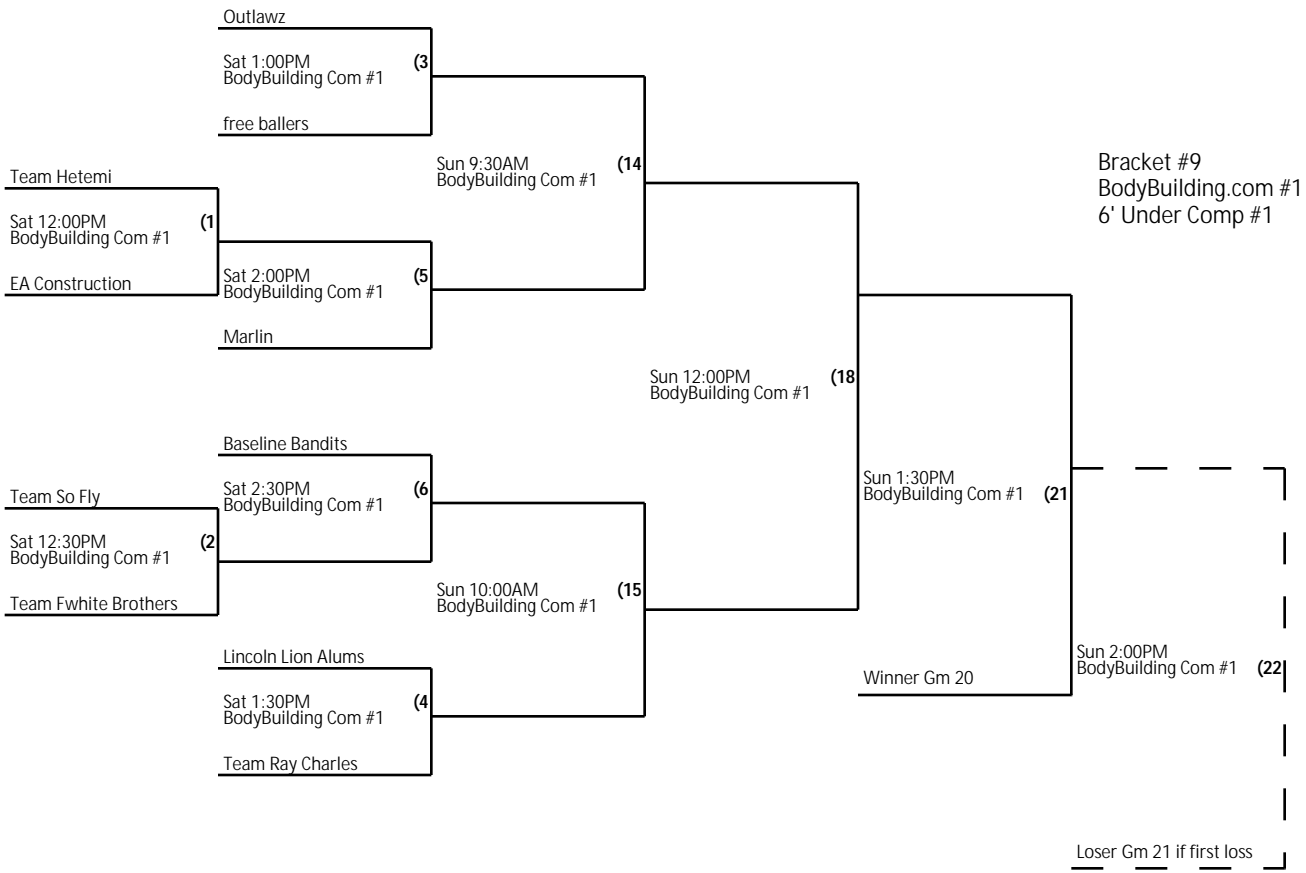 Outlawz
Sat 1:00PM (3
BodyBuilding Com #1
free ballers
Team Hetemi
Sat 12:00PM (1
BodyBuilding Com #1
EA Construction
Sat 2:00PM (5
BodyBuilding Com #1
Marlin
Sun 9:30AM (14
BodyBuilding Com #1
Bracket #9
BodyBuilding.com #1
6' Under Comp #1
Sun 12:00PM (18
BodyBuilding Com #1
Baseline Bandits
Sat 2:30PM (6
BodyBuilding Com #1
Team So Fly
Sat 12:30PM (2
BodyBuilding Com #1
Team Fwhite Brothers
Sun 10:00AM (15
BodyBuilding Com #1
Lincoln Lion Alums
Sat 1:30PM (4
BodyBuilding Com #1
Team Ray Charles
Sun 1:30PM
BodyBuilding Com #1 (21
Winner Gm 20
Sun 2:00PM
BodyBuilding Com #1 (22
Loser Gm 21 if first loss